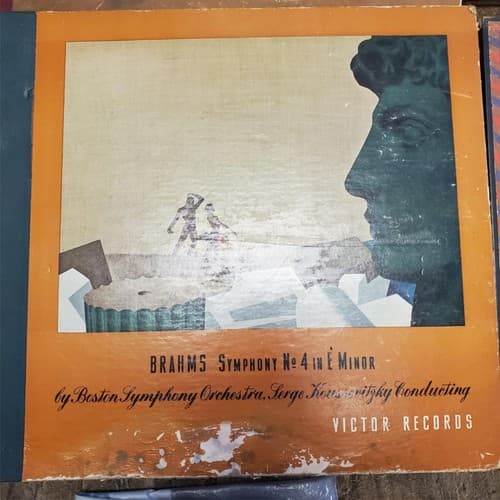 BRAHMS SYMPHONY No 4 IN E MINOR
by Boston Symphony Orchestra, Serge Koussevitzky Conducting
VICTOR RECORDS